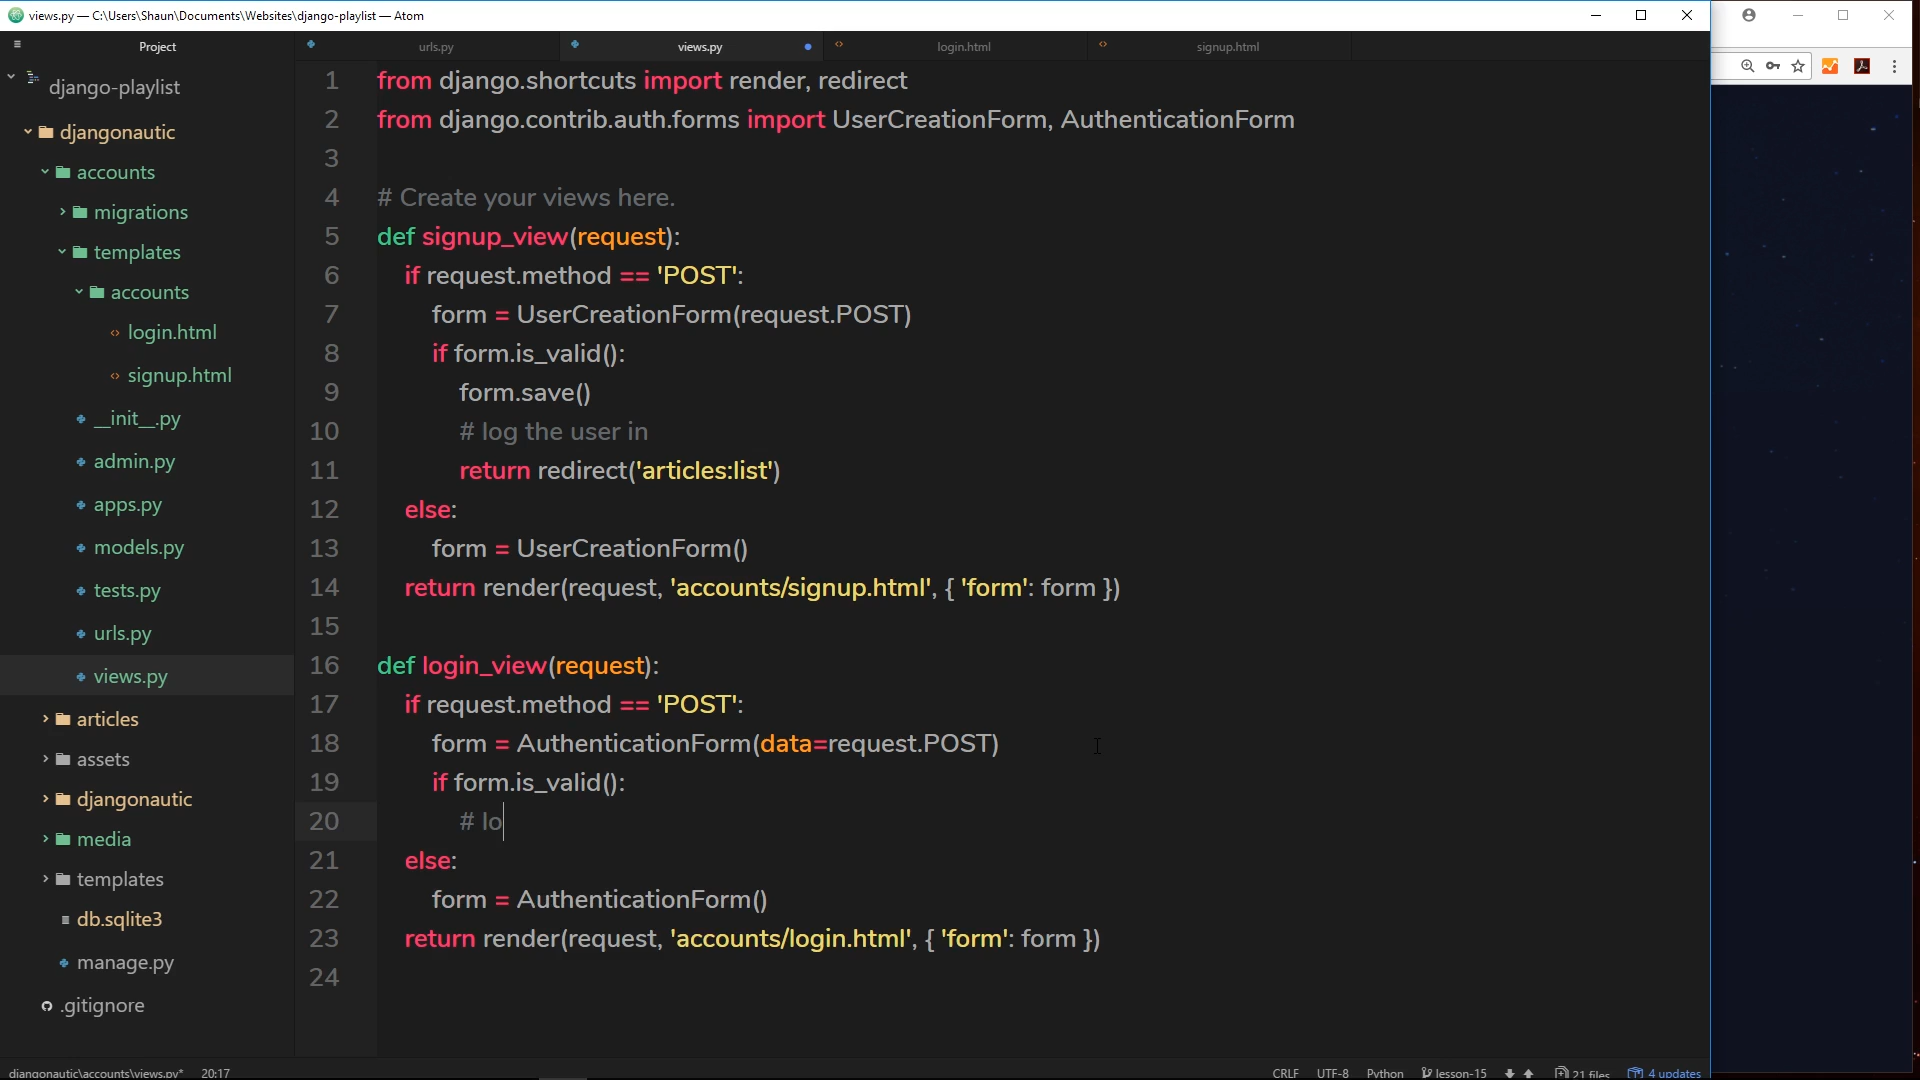 views.py — C:\Users\Shaun\Documents\Websites\django-playlist — Atom
Project
urls.py
views.py
login.html
signup.html
django-playlist
djangonautic
accounts
migrations
templates
accounts
login.html
signup.html
__init__.py
admin.py
apps.py
models.py
tests.py
urls.py
views.py
articles
assets
djangonautic
media
templates
db.sqlite3
manage.py
.gitignore
1 from django.shortcuts import render, redirect
2 from django.contrib.auth.forms import UserCreationForm, AuthenticationForm
3
4 # Create your views here.
5 def signup_view(request):
6 if request.method == 'POST':
7 form = UserCreationForm(request.POST)
8 if form.is_valid():
9 form.save()
10 # log the user in
11 return redirect('articles:list')
12 else:
13 form = UserCreationForm()
14 return render(request, 'accounts/signup.html', { 'form': form })
15
16 def login_view(request):
17 if request.method == 'POST':
18 form = AuthenticationForm(data=request.POST)
19 if form.is_valid():
20 # lo
21 else:
22 form = AuthenticationForm()
23 return render(request, 'accounts/login.html', { 'form': form })
24
djangonautic\accounts\views.py* 20:17
CRLF UTF-8 Python lesson-15 21 files 4 updates